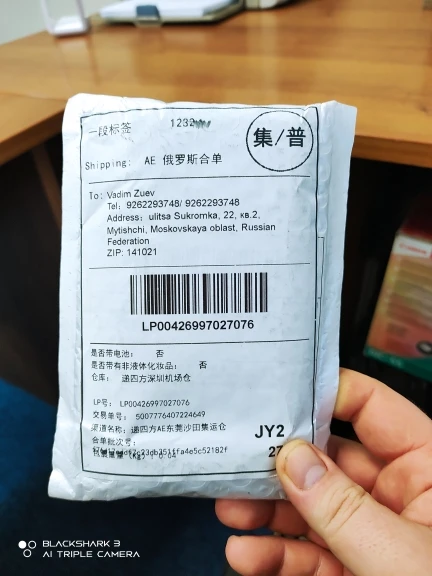 一段标签
1232
集/普
Shipping: AE 俄罗斯合单
To: Vadim Zuev
Tel: 9262293748/ 9262293748
Address: ulitsa Sukromka, 22, кв.2,
Mytishchi, Moskovskaya oblast, Russian
Federation
ZIP: 141021
LP00426997027076
是否带电池: 否
是否带有非液体化妆品: 否
仓库: 递四方深圳机场仓
LP号: LP00426997027076
交易单号: 5007776407224649
渠道名称: 递四方AE东莞沙田集运仓
合单批次号:
JY2
27
BLACKSHARK 3
AI TRIPLE CAMERA